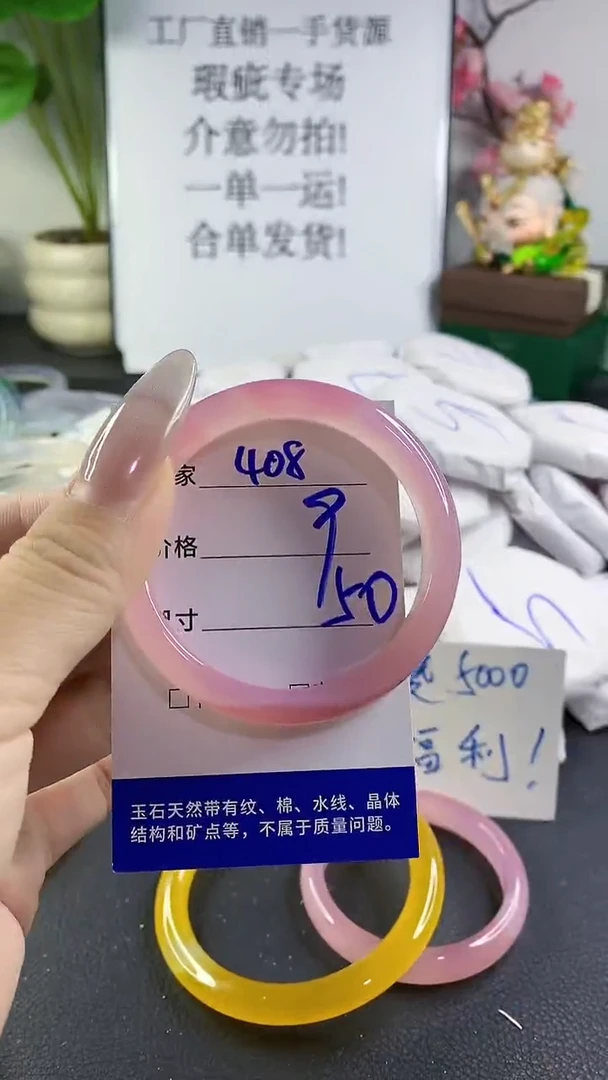 工厂直销一手货源
瑕疵专场
介意勿拍!
一单一运!
合单发货!
家 408
价格
寸 50
5000
福利!
玉石天然带有纹、棉、水线、晶体
结构和矿点等，不属于质量问题。